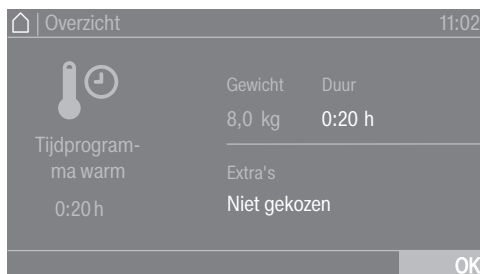 | Overzicht 11:02
Gewicht Duur
8,0 kg 0:20 h
Tijdprogram-
ma warm
0:20 h
Extra's
Niet gekozen
OK